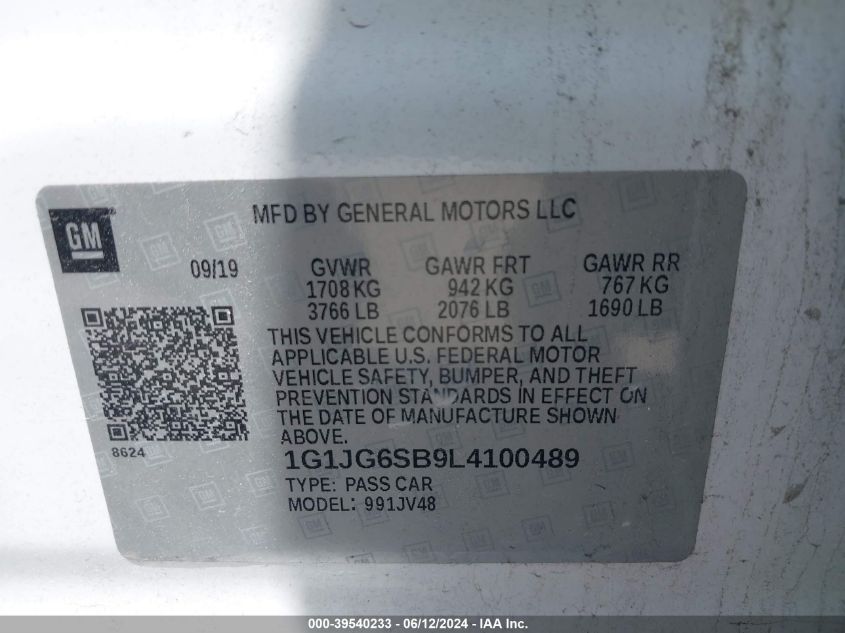 GM
MFD BY GENERAL MOTORS LLC
09/19 GVWR GAWR FRT GAWR RR
1708 KG 942 KG 767 KG
3766 LB 2076 LB 1690 LB
THIS VEHICLE CONFORMS TO ALL
APPLICABLE U.S. FEDERAL MOTOR
VEHICLE SAFETY, BUMPER, AND THEFT
PREVENTION STANDARDS IN EFFECT ON
THE DATE OF MANUFACTURE SHOWN
ABOVE.
8624
1G1JG6SB9L4100489
TYPE: PASS CAR
MODEL: 991JV48
000-39540233 - 06/12/2024 - IAA Inc.